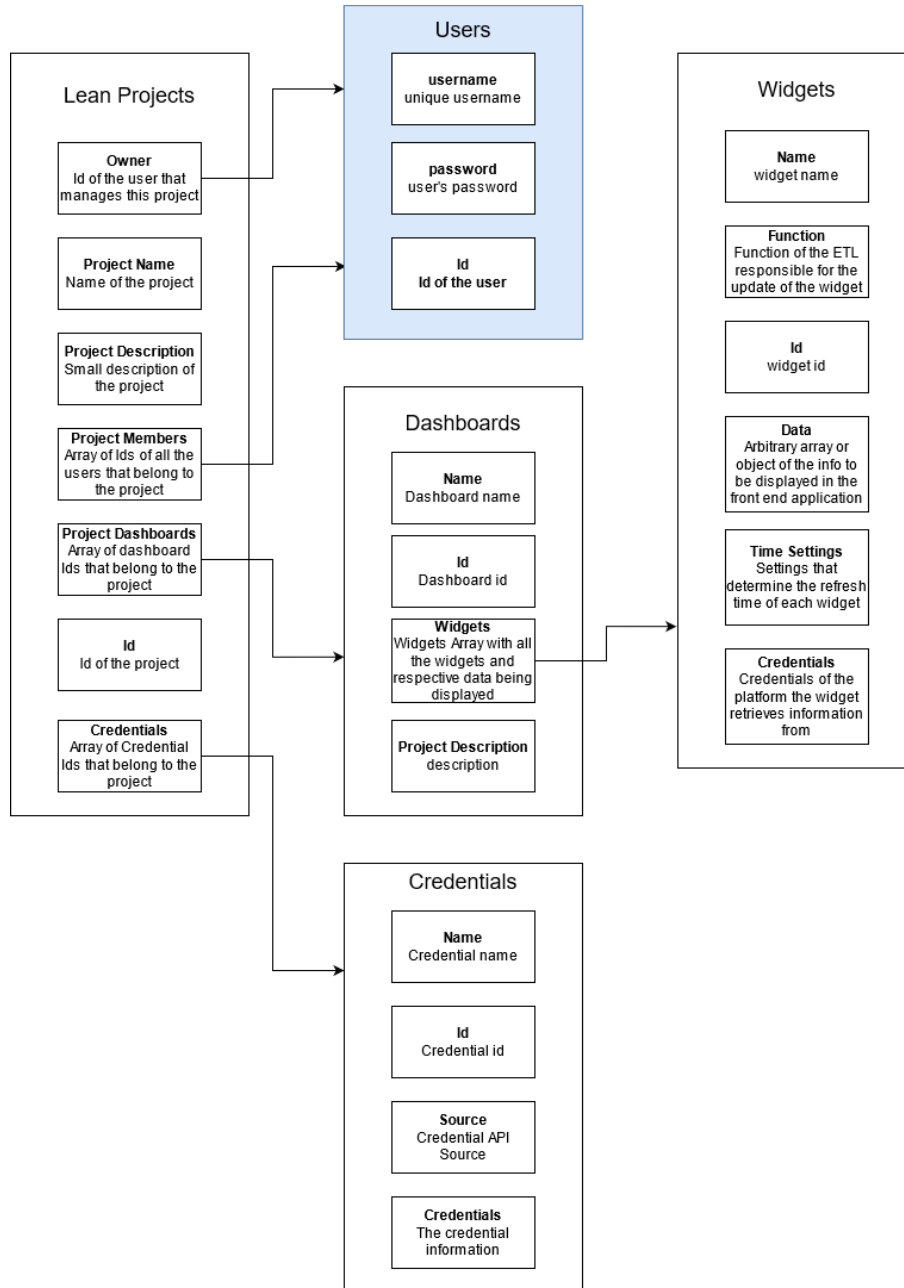 Lean Projects
Owner
Id of the user that
manages this project
Project Name
Name of the project
Project Description
Small description of
the project
Project Members
Array of Ids of all the
users that belong to
the project
Project Dashboards
Array of dashboard
Ids that belong to the
project
Id
Id of the project
Credentials
Array of Credential
Ids that belong to the
project
Users
username
unique username
password
user's password
Id
Id of the user
Dashboards
Name
Dashboard name
Id
Dashboard id
Widgets
Widgets Array with all
the widgets and
respective data being
displayed
Project Description
description
Credentials
Name
Credential name
Id
Credential id
Source
Credential API
Source
Credentials
The credential
information
Widgets
Name
widget name
Function
Function of the ETL
responsible for the
update of the widget
Id
widget id
Data
Arbitrary array or
object of the info to
be displayed in the
front end application
Time Settings
Settings that
determine the refresh
time of each widget
Credentials
Credentials of the
platform the widget
retrieves information
from